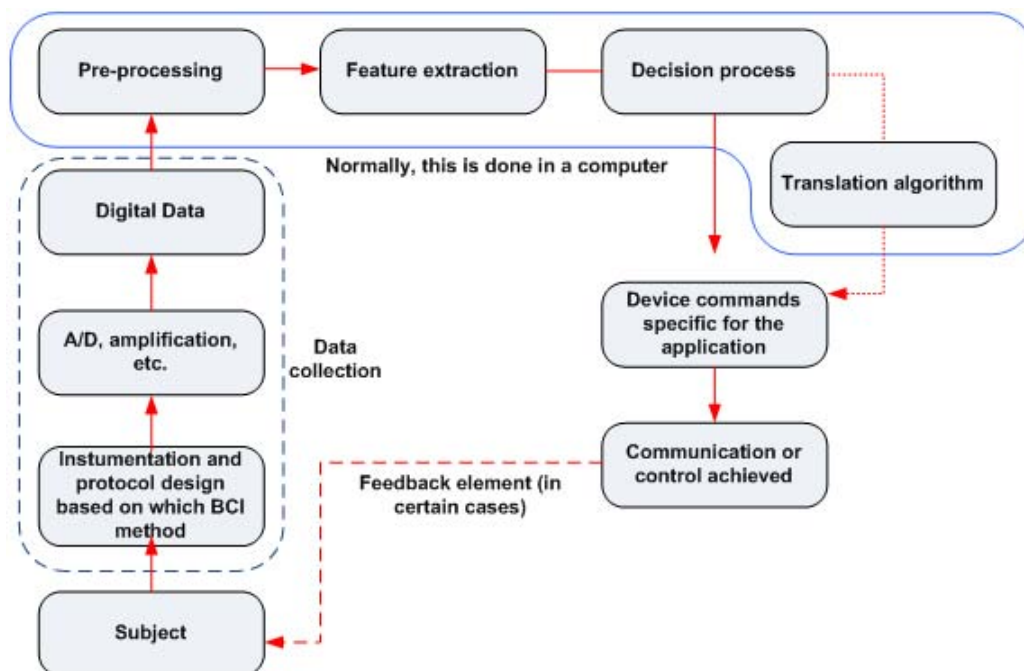 Pre-processing
Feature extraction
Decision process
Normally, this is done in a computer
Translation algorithm
Digital Data
A/D, amplification,
etc.
Data
collection
Device commands
specific for the
application
Instumentation and
protocol design
based on which BCI
method
Communication or
control achieved
Feedback element (in
certain cases)
Subject